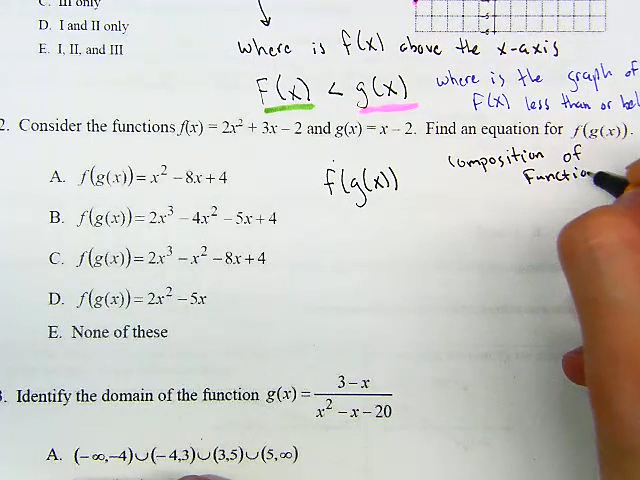 C. III only
D. I and II only
E. I, II, and III
where is f(x) above the x-axis
F(x) < g(x)
where is the graph of
F(x) less than or bel
2. Consider the functions f(x) = 2x² + 3x – 2 and g(x) = x – 2. Find an equation for f(g(x)).
A. f(g(x)) = x² – 8x + 4
B. f(g(x)) = 2x³ – 4x² – 5x + 4
C. f(g(x)) = 2x³ – x² – 8x + 4
D. f(g(x)) = 2x² – 5x
E. None of these
f(g(x))
composition of
Functio
3. Identify the domain of the function g(x) = (3 – x)/(x² – x – 20)
A. (–∞,–4)∪(–4,3)∪(3,5)∪(5,∞)